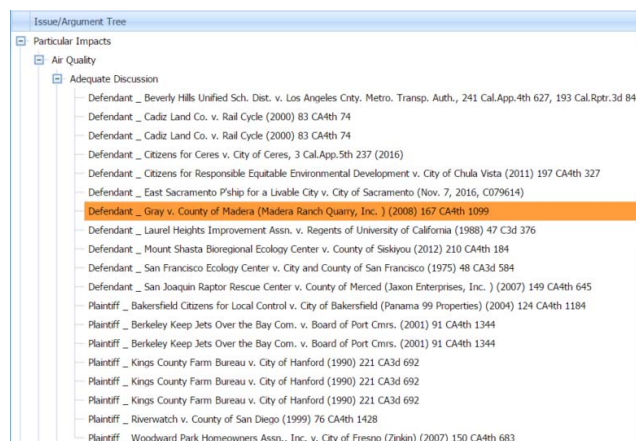 Issue/Argument Tree
Particular Impacts
Air Quality
Adequate Discussion
Defendant _ Beverly Hills Unified Sch. Dist. v. Los Angeles Cnty. Metro. Transp. Auth., 241 Cal.App.4th 627, 193 Cal.Rptr.3d 84
Defendant _ Cadiz Land Co. v. Rail Cycle (2000) 83 CA4th 74
Defendant _ Cadiz Land Co. v. Rail Cycle (2000) 83 CA4th 74
Defendant _ Citizens for Ceres v. City of Ceres, 3 Cal.App.5th 237 (2016)
Defendant _ Citizens for Responsible Equitable Environmental Development v. City of Chula Vista (2011) 197 CA4th 327
Defendant _ East Sacramento P'ship for a Livable City v. City of Sacramento (Nov. 7, 2016, C079614)
Defendant _ Gray v. County of Madera (Madera Ranch Quarry, Inc. ) (2008) 167 CA4th 1099
Defendant _ Laurel Heights Improvement Assn. v. Regents of University of California (1988) 47 C3d 376
Defendant _ Mount Shasta Bioregional Ecology Center v. County of Siskiyou (2012) 210 CA4th 184
Defendant _ San Francisco Ecology Center v. City and County of San Francisco (1975) 48 CA3d 584
Defendant _ San Joaquin Raptor Rescue Center v. County of Merced (Jaxon Enterprises, Inc. ) (2007) 149 CA4th 645
Plaintiff _ Bakersfield Citizens for Local Control v. City of Bakersfield (Panama 99 Properties) (2004) 124 CA4th 1184
Plaintiff _ Berkeley Keep Jets Over the Bay Com. v. Board of Port Cmrs. (2001) 91 CA4th 1344
Plaintiff _ Berkeley Keep Jets Over the Bay Com. v. Board of Port Cmrs. (2001) 91 CA4th 1344
Plaintiff _ Kings County Farm Bureau v. City of Hanford (1990) 221 CA3d 692
Plaintiff _ Kings County Farm Bureau v. City of Hanford (1990) 221 CA3d 692
Plaintiff _ Kings County Farm Bureau v. City of Hanford (1990) 221 CA3d 692
Plaintiff _ Riverwatch v. County of San Diego (1999) 76 CA4th 1428
Plaintiff _ Woodward Park Homeowners Assn., Inc. v. City of Fresno (Zinkin) (2007) 150 CA4th 683